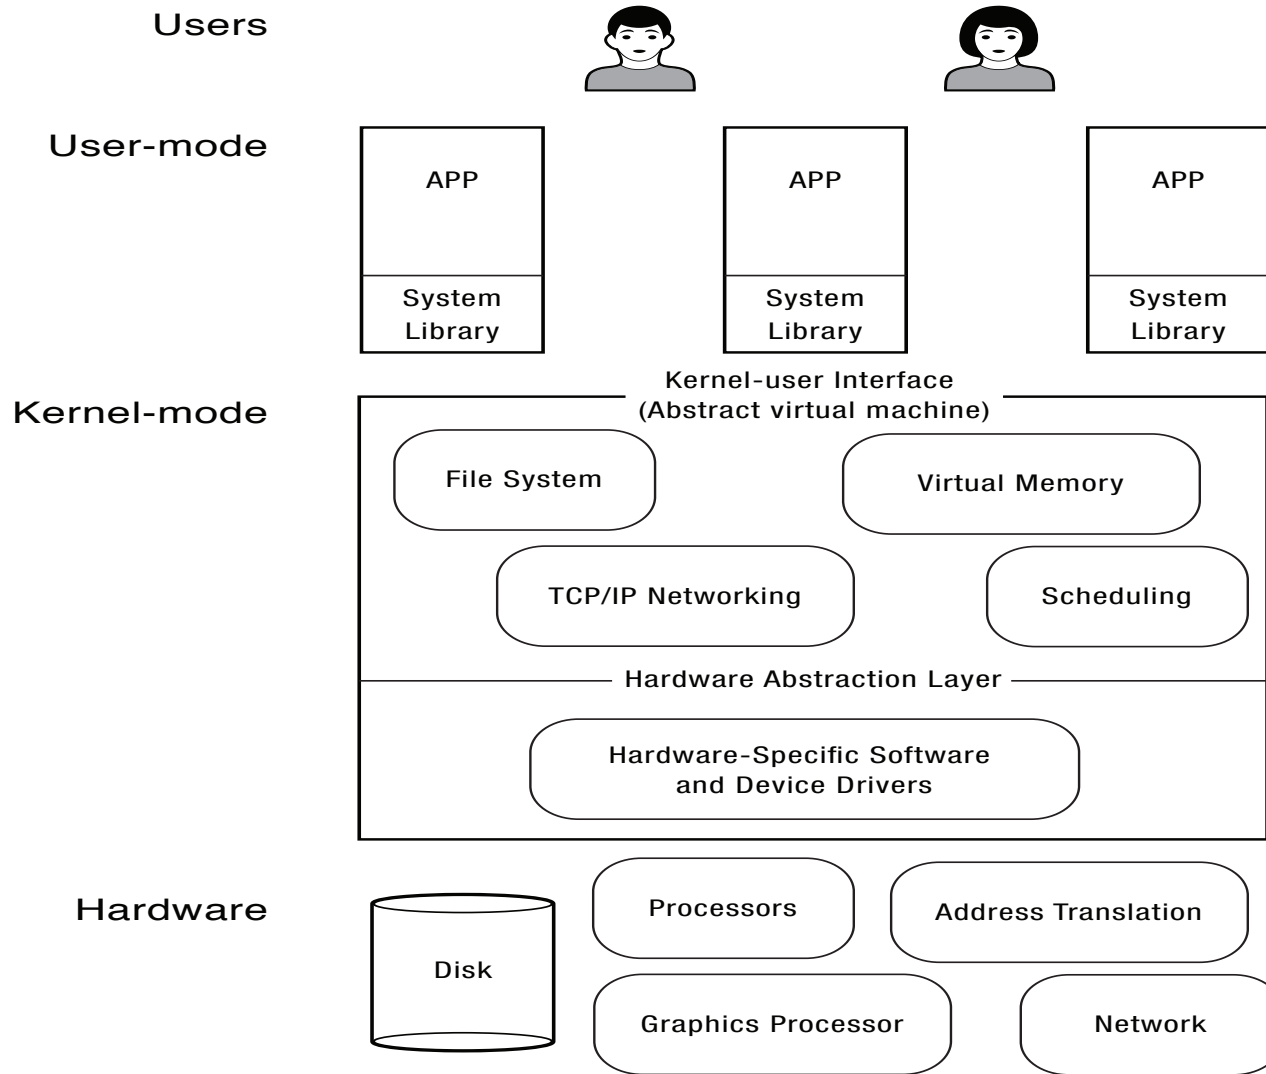 Users
User-mode
APP
APP
APP
System
Library
System
Library
System
Library
Kernel-mode
Kernel-user Interface
(Abstract virtual machine)
File System
Virtual Memory
TCP/IP Networking
Scheduling
Hardware Abstraction Layer
Hardware-Specific Software
and Device Drivers
Hardware
Processors
Address Translation
Disk
Graphics Processor
Network